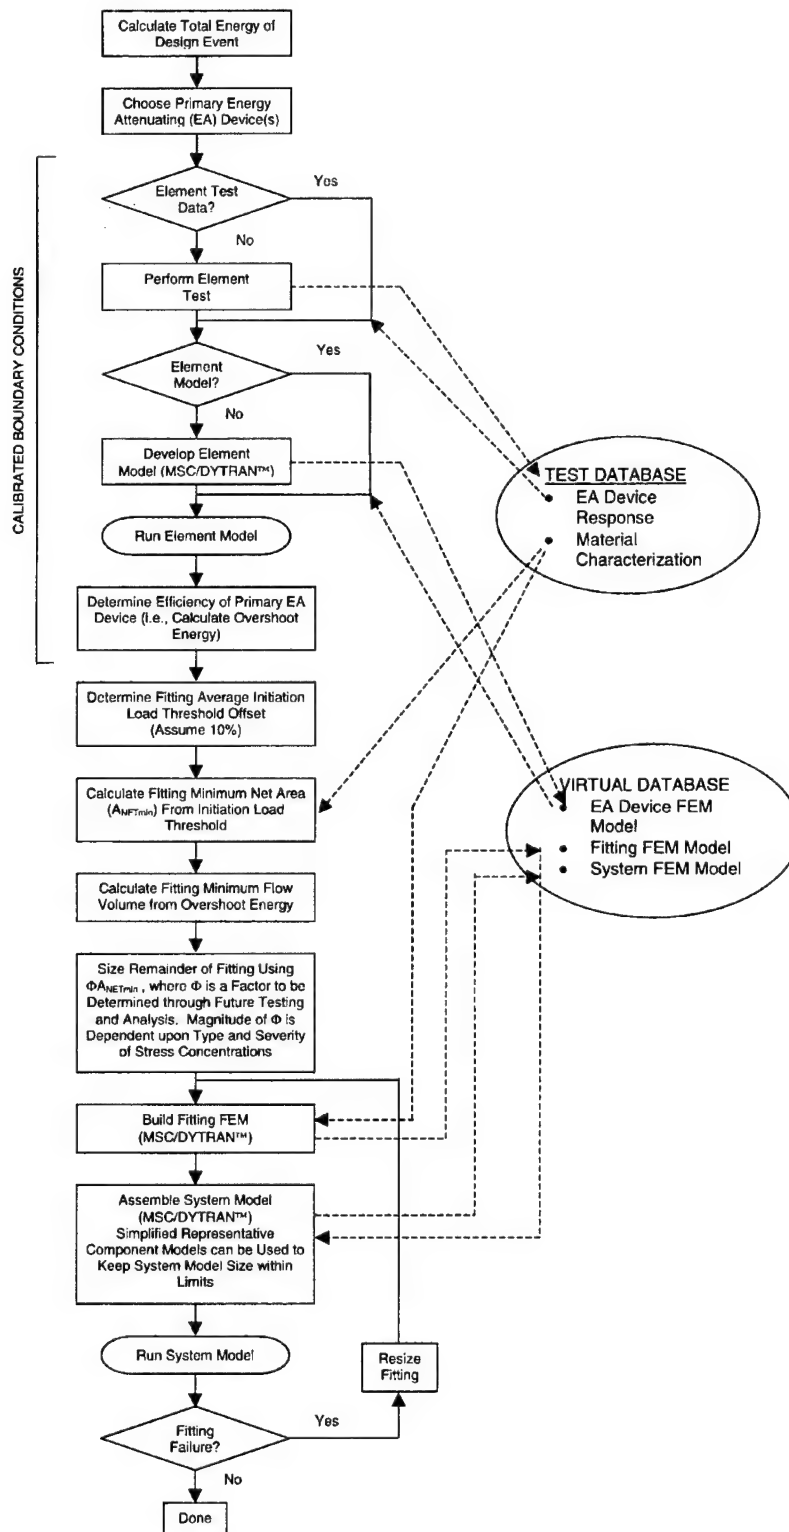 Calculate Total Energy of
Design Event
Choose Primary Energy
Attenuating (EA) Device(s)
CALIBRATED BOUNDARY CONDITIONS
Element Test
Data?
Yes
No
Perform Element
Test
Element
Model?
Yes
No
Develop Element
Model (MSC/DYTRAN™)
Run Element Model
Determine Efficiency of Primary EA
Device (i.e., Calculate Overshoot
Energy)
Determine Fitting Average Initiation
Load Threshold Offset
(Assume 10%)
Calculate Fitting Minimum Net Area
(ANETmin) From Initiation Load
Threshold
Calculate Fitting Minimum Flow
Volume from Overshoot Energy
Size Remainder of Fitting Using
ΦANETmin, where Φ is a Factor to be
Determined through Future Testing
and Analysis. Magnitude of Φ is
Dependent upon Type and Severity
of Stress Concentrations
Build Fitting FEM
(MSC/DYTRAN™)
Assemble System Model
(MSC/DYTRAN™)
Simplified Representative
Component Models can be Used to
Keep System Model Size within
Limits
Run System Model
Resize
Fitting
Fitting
Failure?
Yes
No
Done
TEST DATABASE
• EA Device
Response
• Material
Characterization
VIRTUAL DATABASE
• EA Device FEM
Model
• Fitting FEM Model
• System FEM Model